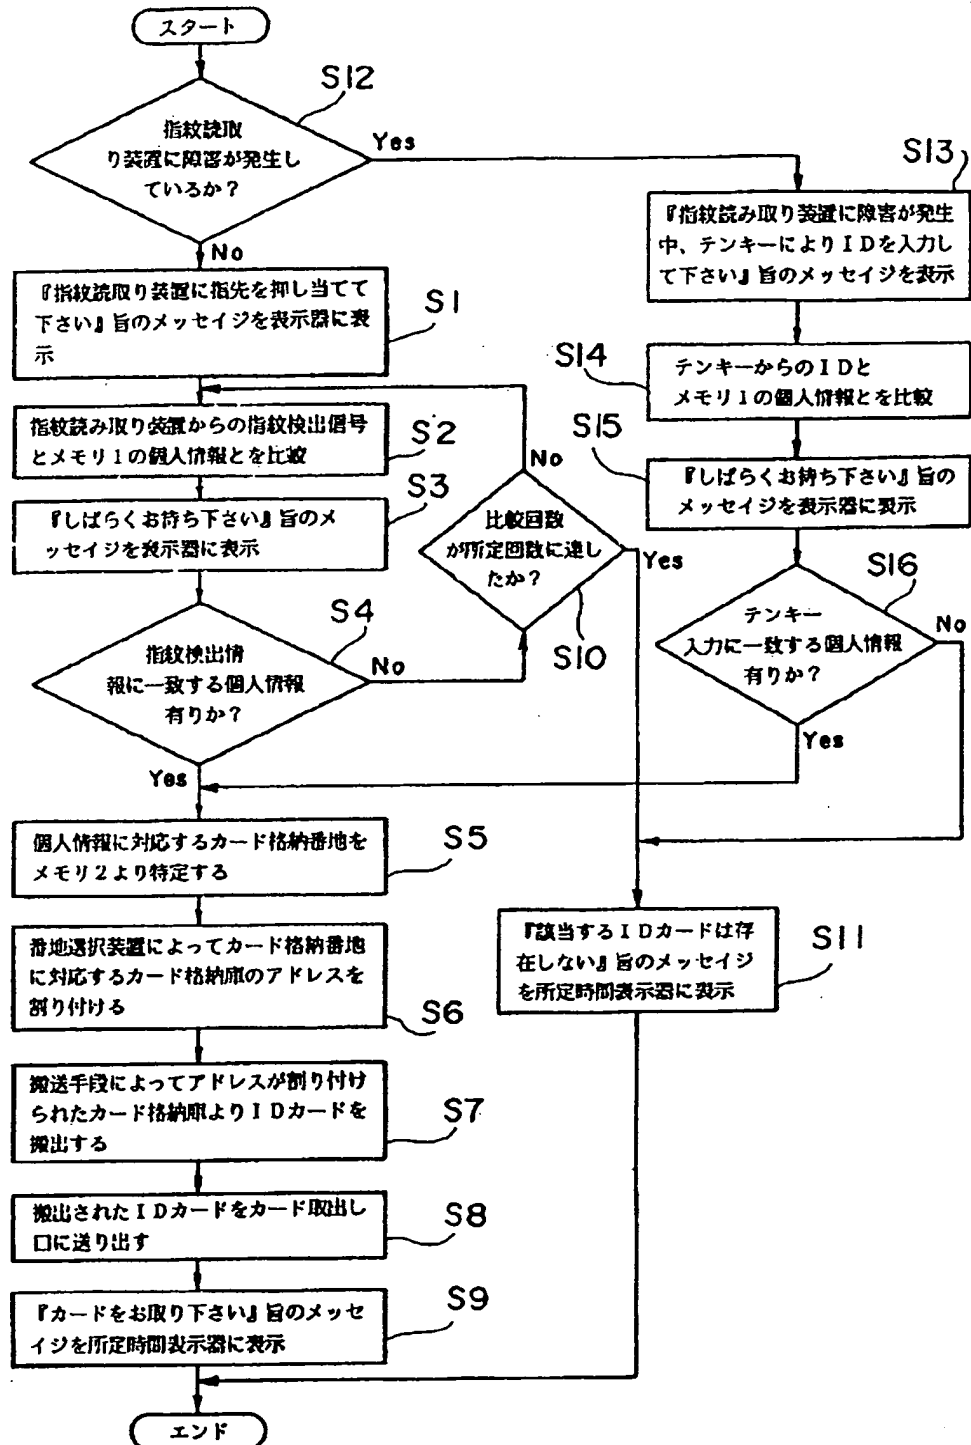 スタート
S12
指紋読取
り装置に障害が発生し
ているか？
Yes
No
S13
『指紋読み取り装置に障害が発生
中、テンキーによりIDを入力し
て下さい』旨のメッセイジを表示
『指紋読取り装置に指先を押し当てて
下さい』旨のメッセイジを表示器に表
示
S1
S14
テンキーからのIDと
メモリ1の個人情報とを比較
指紋読み取り装置からの指紋検出信号
とメモリ1の個人情報とを比較
S2
S15
『しばらくお待ち下さい』旨の
メッセイジを表示器に表示
S3
『しばらくお待ち下さい』旨のメ
ッセイジを表示器に表示
No
比較回数
が所定回数に達し
たか？
Yes
S10
S16
テンキー
入力に一致する個人情報
有りか？
No
Yes
S4
指紋検出情
報に一致する個人情報
有りか？
No
Yes
個人情報に対応するカード格納番地を
メモリ2より特定する
S5
番地選択装置によってカード格納番地
に対応するカード格納庫のアドレスを
割り付ける
S6
『該当するIDカードは存
在しない』旨のメッセイジ
を所定時間表示器に表示
S11
搬送手段によってアドレスが割り付け
られたカード格納庫よりIDカードを
搬出する
S7
搬出されたIDカードをカード取出し
口に送り出す
S8
『カードをお取り下さい』旨のメッセ
イジを所定時間表示器に表示
S9
エンド